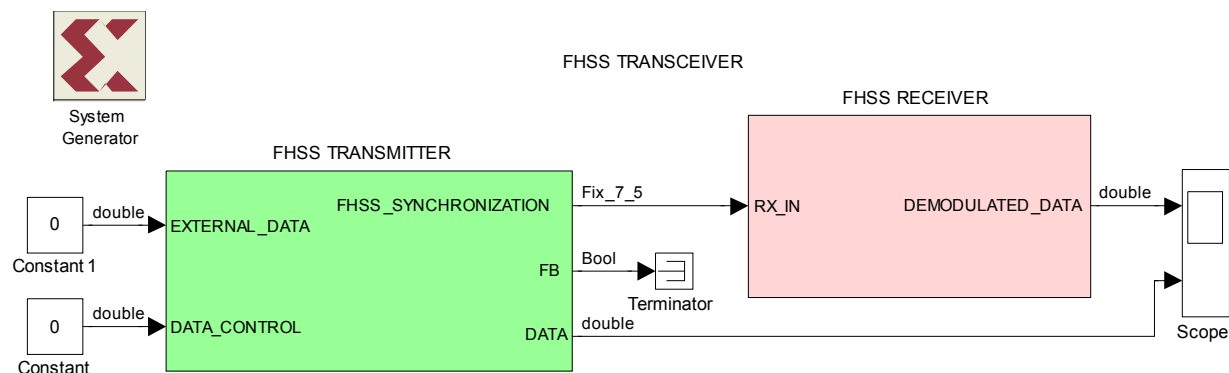 FHSS TRANSCEIVER
System
Generator
FHSS RECEIVER
FHSS TRANSMITTER
0
double
EXTERNAL_DATA
Constant 1
0
double
DATA_CONTROL
Constant
FHSS_SYNCHRONIZATION
Fix_7_5
FB
Bool
Terminator
DATA
double
RX_IN
DEMODULATED_DATA
double
Scope